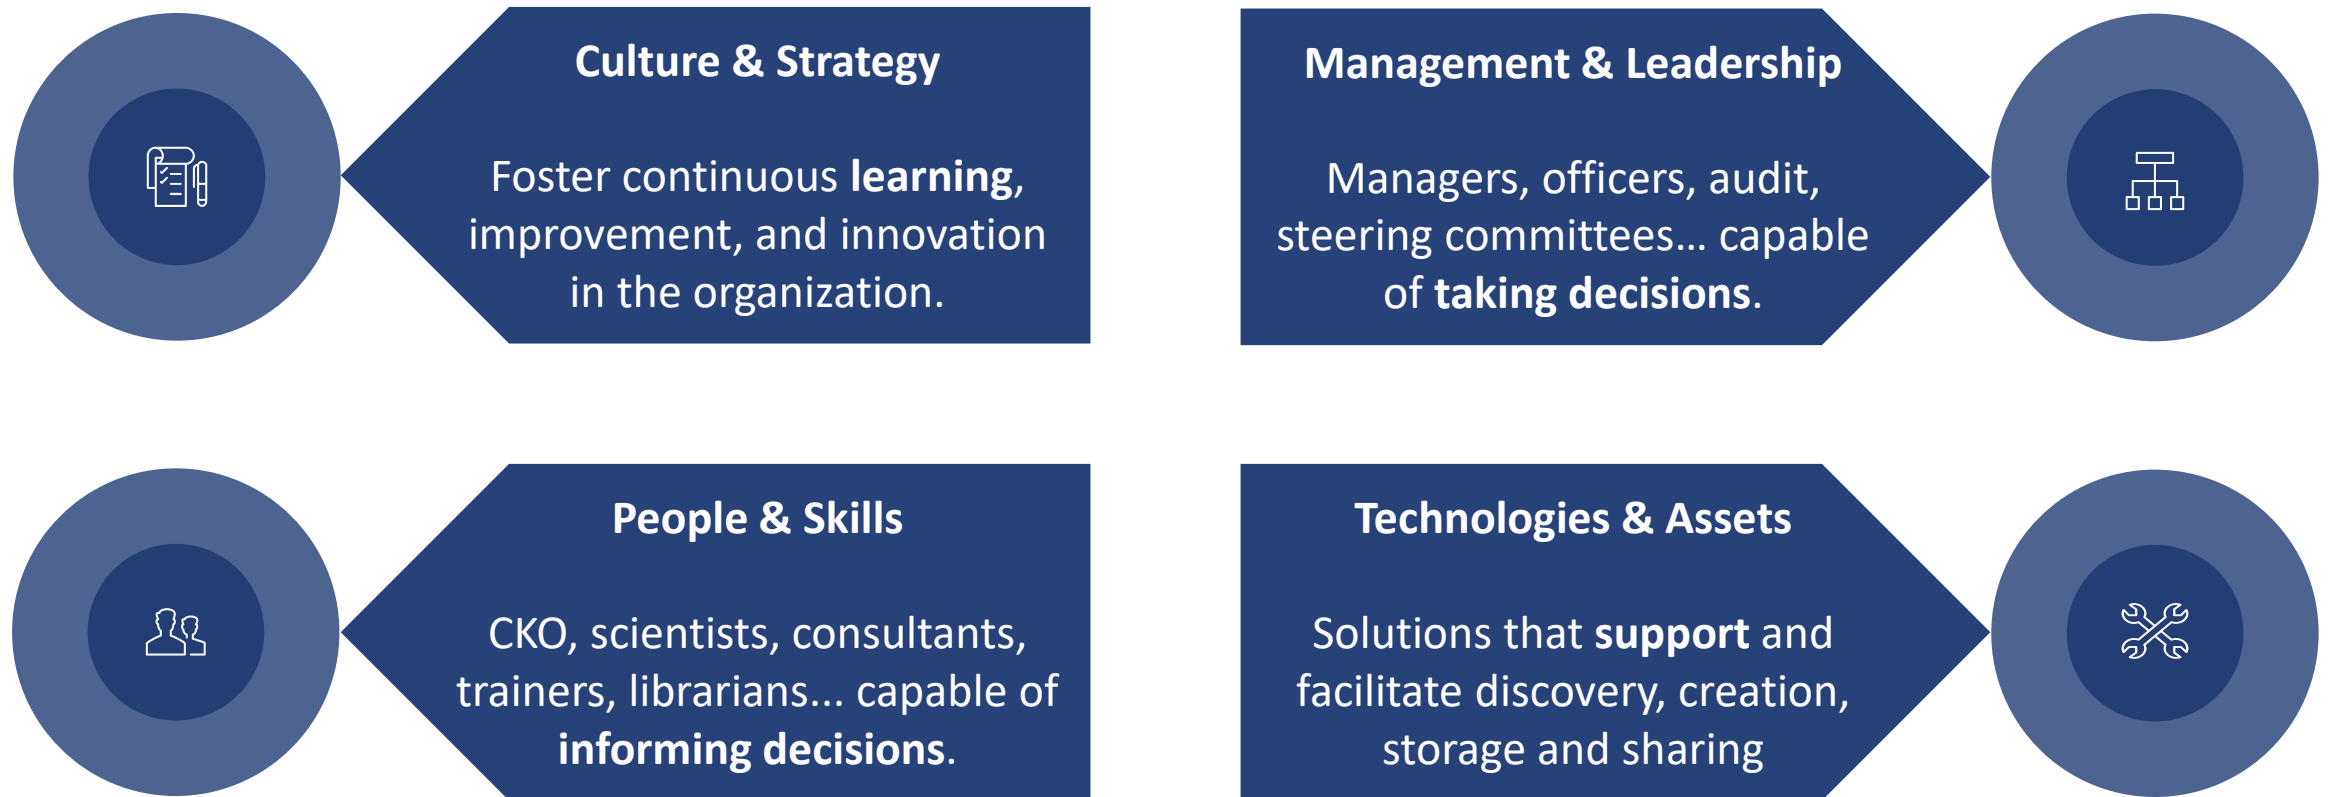 Culture & Strategy
Foster continuous learning,
improvement, and innovation
in the organization.
Management & Leadership
Managers, officers, audit,
steering committees... capable
of taking decisions.
People & Skills
CKO, scientists, consultants,
trainers, librarians... capable of
informing decisions.
Technologies & Assets
Solutions that support and
facilitate discovery, creation,
storage and sharing